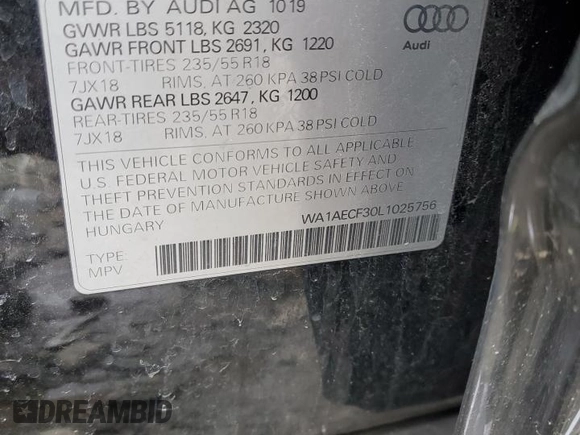 MFD. BY AUDI AG 10 19
GVWR LBS 5118, KG 2320
GAWR FRONT LBS 2691, KG 1220
FRONT-TIRES 235/55 R18
7JX18 RIMS, AT 260 KPA 38 PSI COLD
GAWR REAR LBS 2647, KG 1200
REAR-TIRES 235/55 R18
7JX18 RIMS, AT 260 KPA 38 PSI COLD
Audi
THIS VEHICLE CONFORMS TO ALL APPLICABLE
U.S. FEDERAL MOTOR VEHICLE SAFETY AND
THEFT PREVENTION STANDARDS IN EFFECT ON
THE DATE OF MANUFACTURE SHOWN ABOVE
HUNGARY
WA1AECF30L1025756
TYPE
MPV
DREAMBID